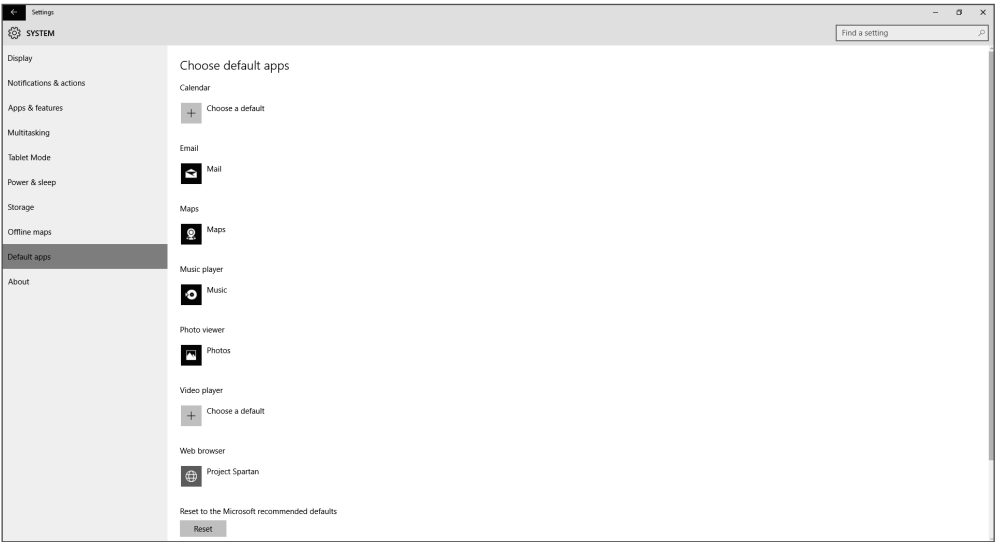 Settings
SYSTEM
Find a setting
Display
Notifications & actions
Apps & features
Multitasking
Tablet Mode
Power & sleep
Storage
Offline maps
Default apps
About
Choose default apps
Calendar
Choose a default
Email
Mail
Maps
Maps
Music player
Music
Photo viewer
Photos
Video player
Choose a default
Web browser
Project Spartan
Reset to the Microsoft recommended defaults
Reset